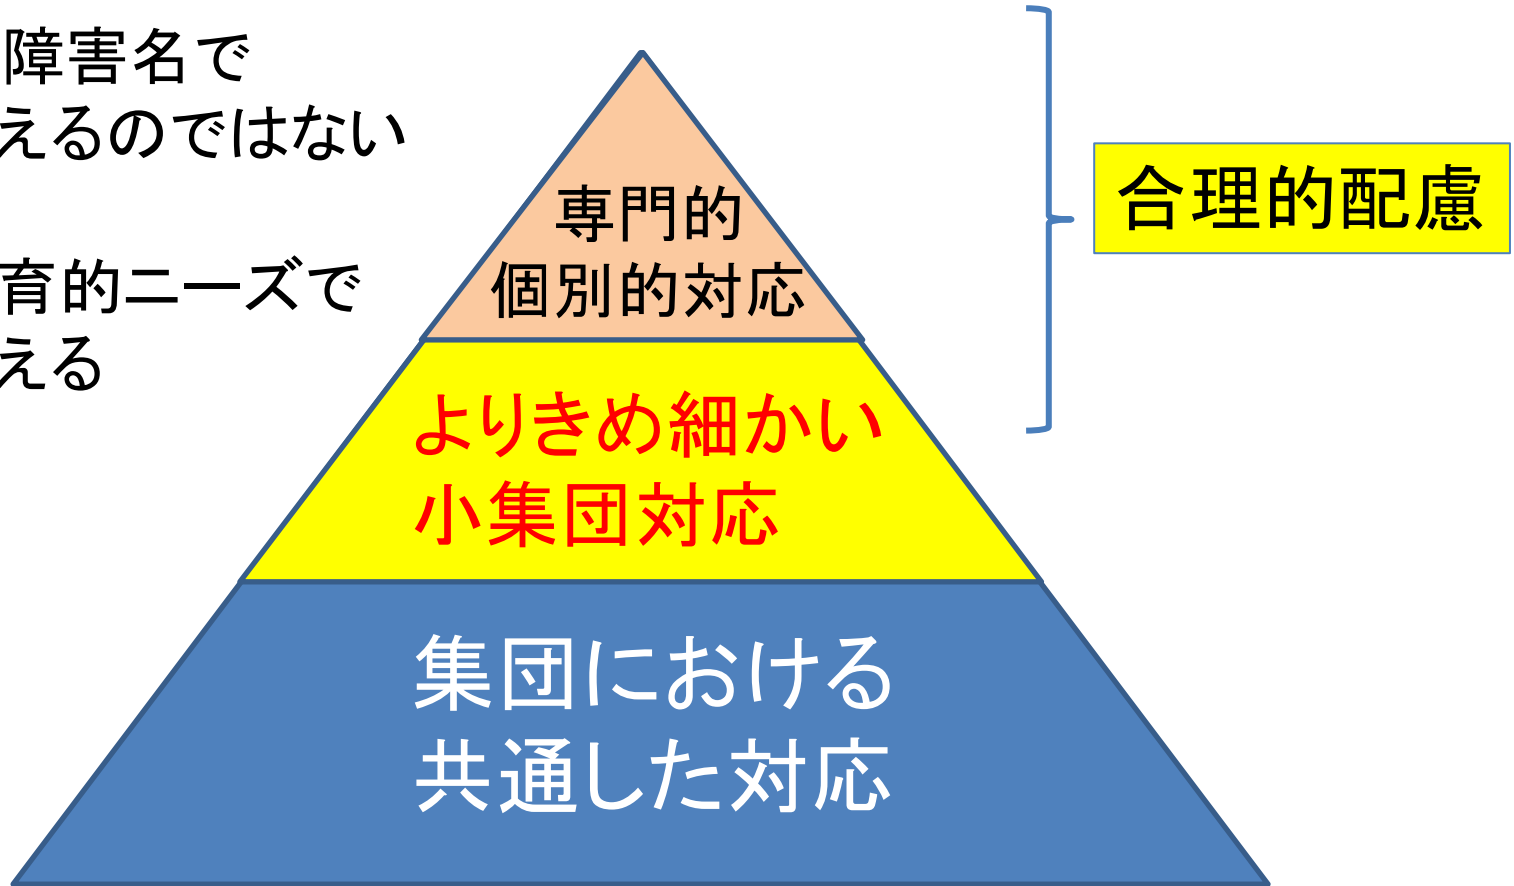 障害名で
えるのではない
育的ニーズで
える
専門的
個別的対応
合理的配慮
よりきめ細かい
小集団対応
集団における
共通した対応